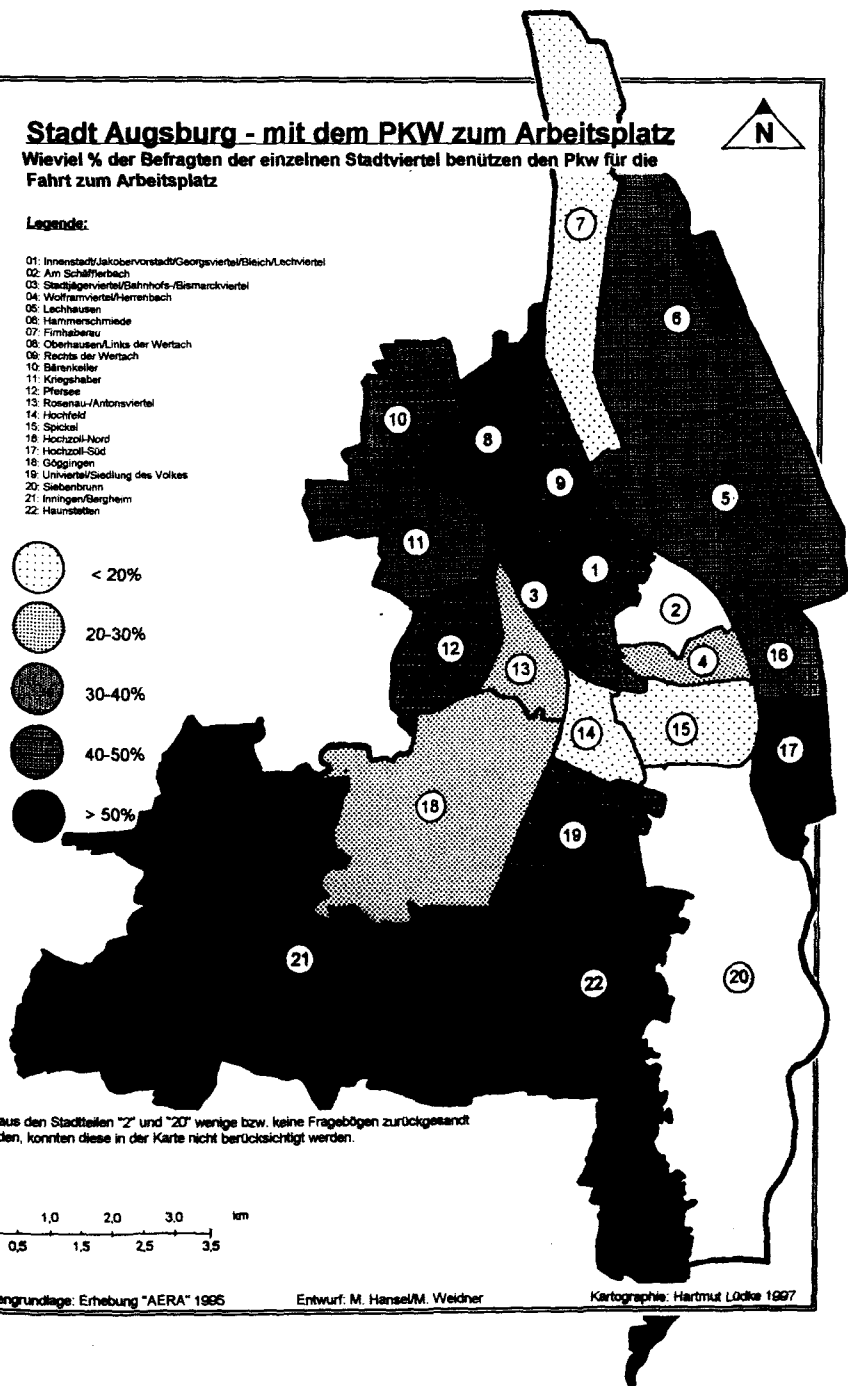 Stadt Augsburg - mit dem PKW zum Arbeitsplatz
N
Wieviel % der Befragten der einzelnen Stadtviertel benützen den Pkw für die
Fahrt zum Arbeitsplatz
Legende:
01: Innenstadt/Jakobervorstadt/Georgsviertel/Bleich/Lechviertel
02: Am Schäfflerbach
03: Stadtjägerviertel/Bahnhofs-/Bismarckviertel
04: Wolframviertel/Herrenbach
05: Lechhausen
06: Hammerschmiede
07: Firnhaberau
08: Oberhausen/Links der Wertach
09: Rechts der Wertach
10: Bärenkeller
11: Kriegshaber
12: Pfersee
13: Rosenau-/Antonsviertel
14: Hochfeld
15: Spickel
16: Hochzoll-Nord
17: Hochzoll-Süd
18: Göggingen
19: Univiertel/Siedlung des Volkes
20: Siebenbrunn
21: Inningen/Bergheim
22: Haunstetten
< 20%
20-30%
30-40%
40-50%
> 50%
7
6
10
8
9
5
11
1
3
2
12
13
4
16
14
15
17
18
19
21
22
20
aus den Stadtteilen "2" und "20" wenige bzw. keine Fragebögen zurückgesandt
den, konnten diese in der Karte nicht berücksichtigt werden.
1,0 2,0 3,0 km
0,5 1,5 2,5 3,5
engrundlage: Erhebung "AERA" 1995 Entwurf: M. Hansel/M. Weidner Kartographie: Hartmut Lüdke 1997